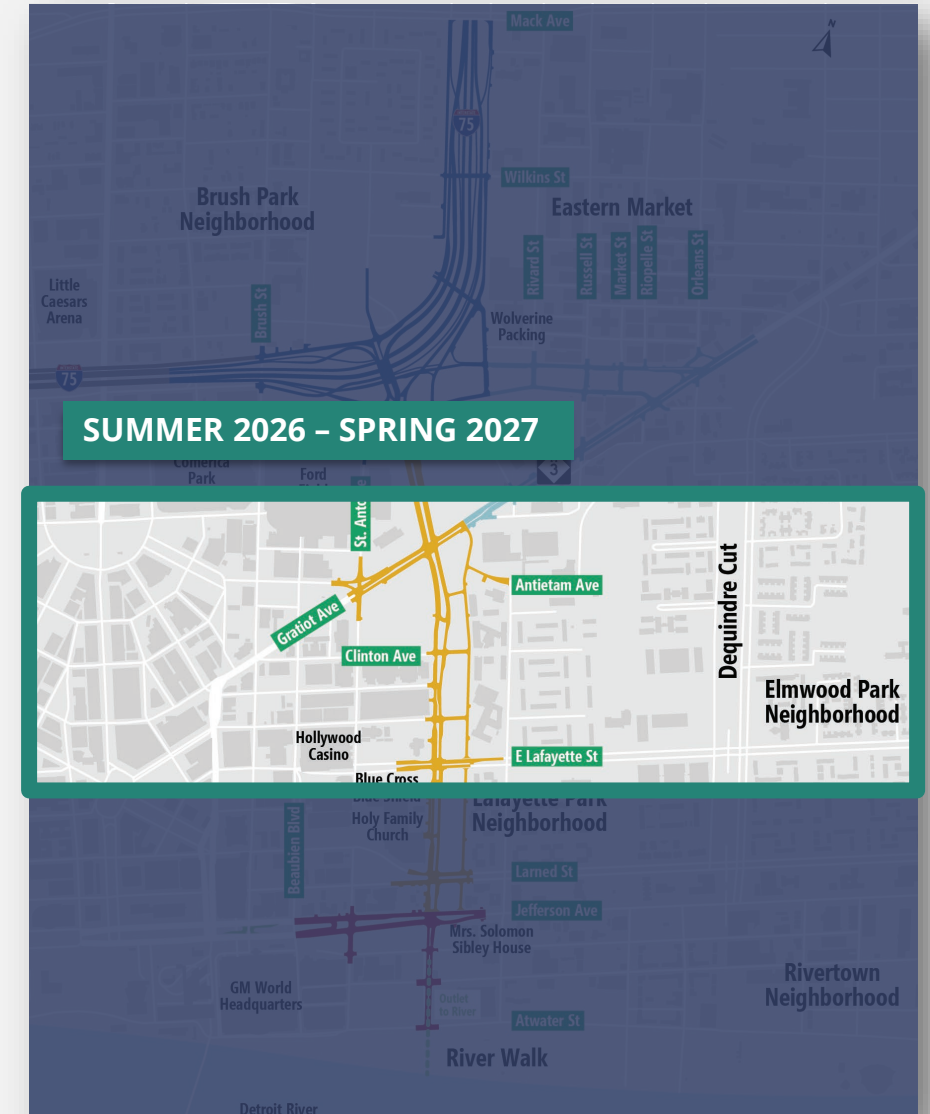 Mack Ave
N
75
Wilkins St
Brush Park
Neighborhood
Eastern Market
Rivard St
Russell St
Market St
Riopelle St
Orleans St
Little
Caesars
Arena
Brush St
Wolverine
Packing
75
SUMMER 2026 – SPRING 2027
Comerica
Park
Ford
3
St. Anto
Antietam Ave
Dequindre Cut
Gratiot Ave
Clinton Ave
Elmwood Park
Neighborhood
Hollywood
Casino
E Lafayette St
Blue Cross
Blue Shield
Lafayette Park
Neighborhood
Holy Family
Church
Beaubien Blvd
Larned St
Jefferson Ave
Mrs. Solomon
Sibley House
Rivertown
Neighborhood
GM World
Headquarters
Outlet
to River
Atwater St
River Walk
Detroit River